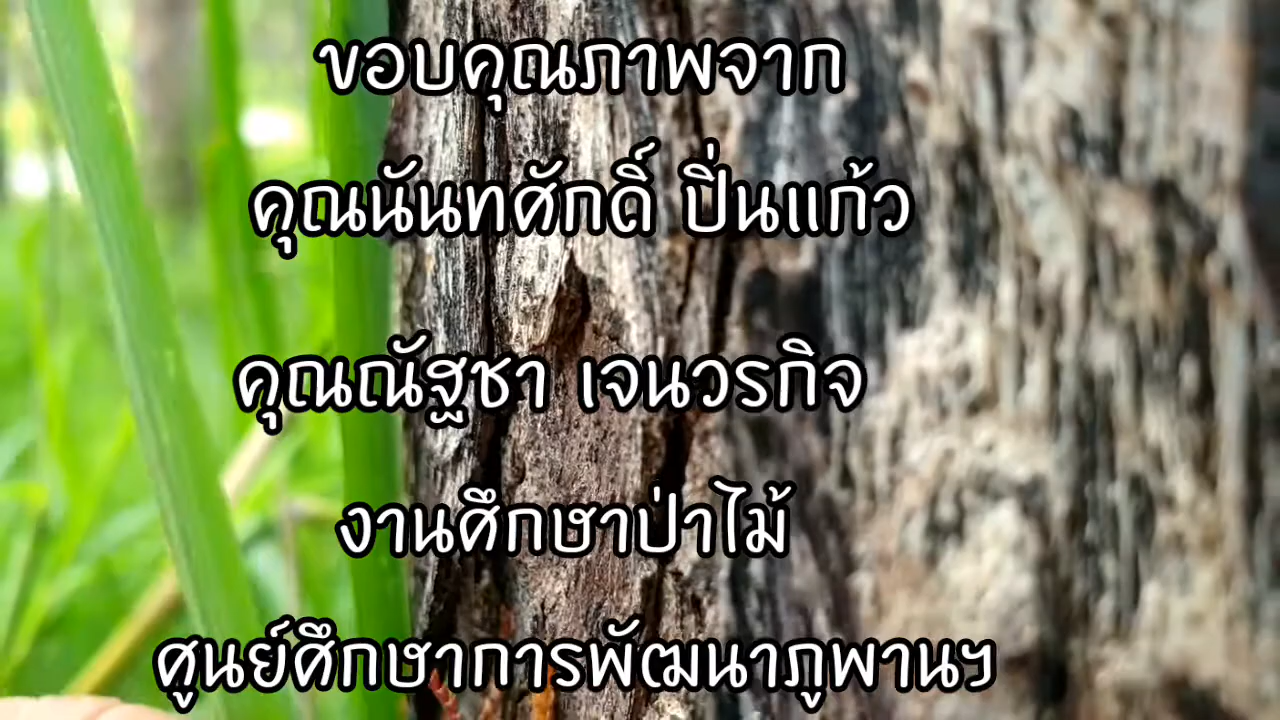 ขอบคุณภาพจาก
คุณนันทศักดิ์ ปิ่นแก้ว
คุณณัฐชา เจนวรกิจ
งานศึกษาป่าไม้
ศูนย์ศึกษาการพัฒนาภูพานฯ